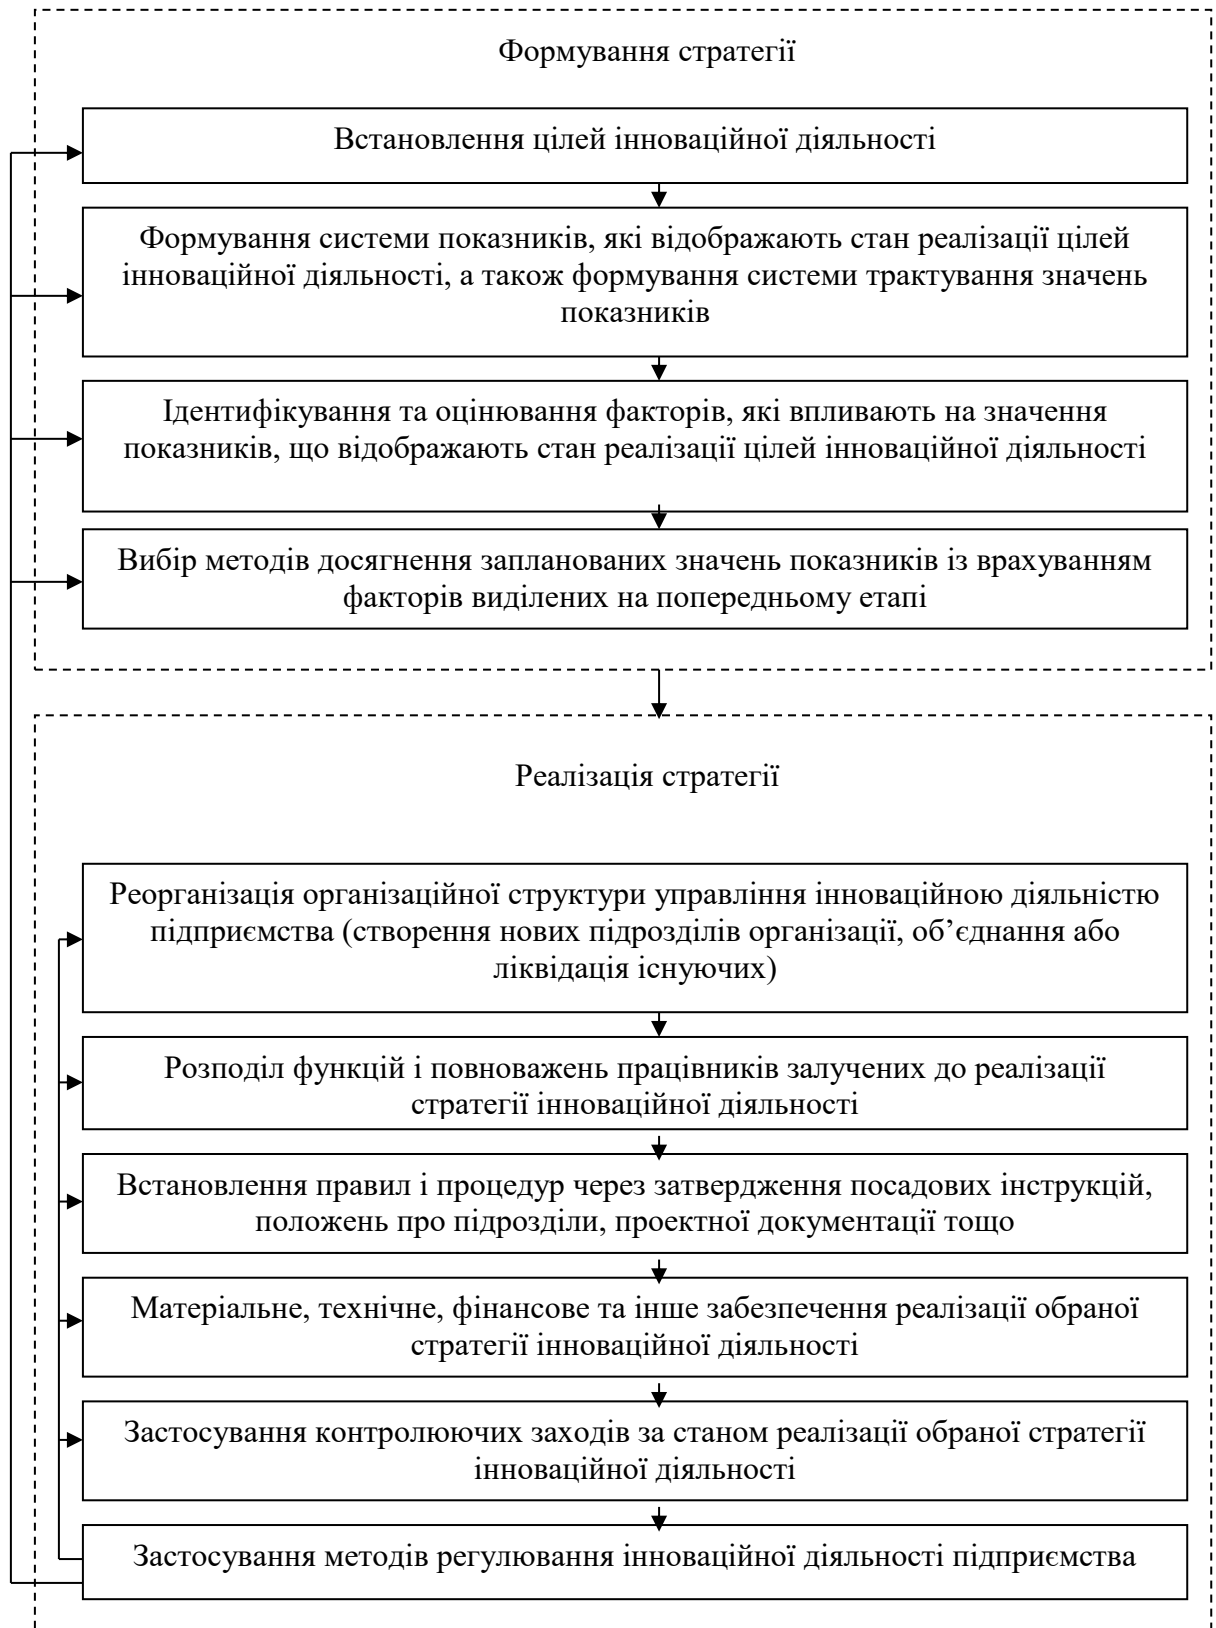 Формування стратегії
Встановлення цілей інноваційної діяльності
Формування системи показників, які відображають стан реалізації цілей
інноваційної діяльності, а також формування системи трактування значень
показників
Ідентифікування та оцінювання факторів, які впливають на значення
показників, що відображають стан реалізації цілей інноваційної діяльності
Вибір методів досягнення запланованих значень показників із врахуванням
факторів виділених на попередньому етапі
Реалізація стратегії
Реорганізація організаційної структури управління інноваційною діяльністю
підприємства (створення нових підрозділів організації, об’єднання або
ліквідація існуючих)
Розподіл функцій і повноважень працівників залучених до реалізації
стратегії інноваційної діяльності
Встановлення правил і процедур через затвердження посадових інструкцій,
положень про підрозділи, проектної документації тощо
Матеріальне, технічне, фінансове та інше забезпечення реалізації обраної
стратегії інноваційної діяльності
Застосування контролюючих заходів за станом реалізації обраної стратегії
інноваційної діяльності
Застосування методів регулювання інноваційної діяльності підприємства